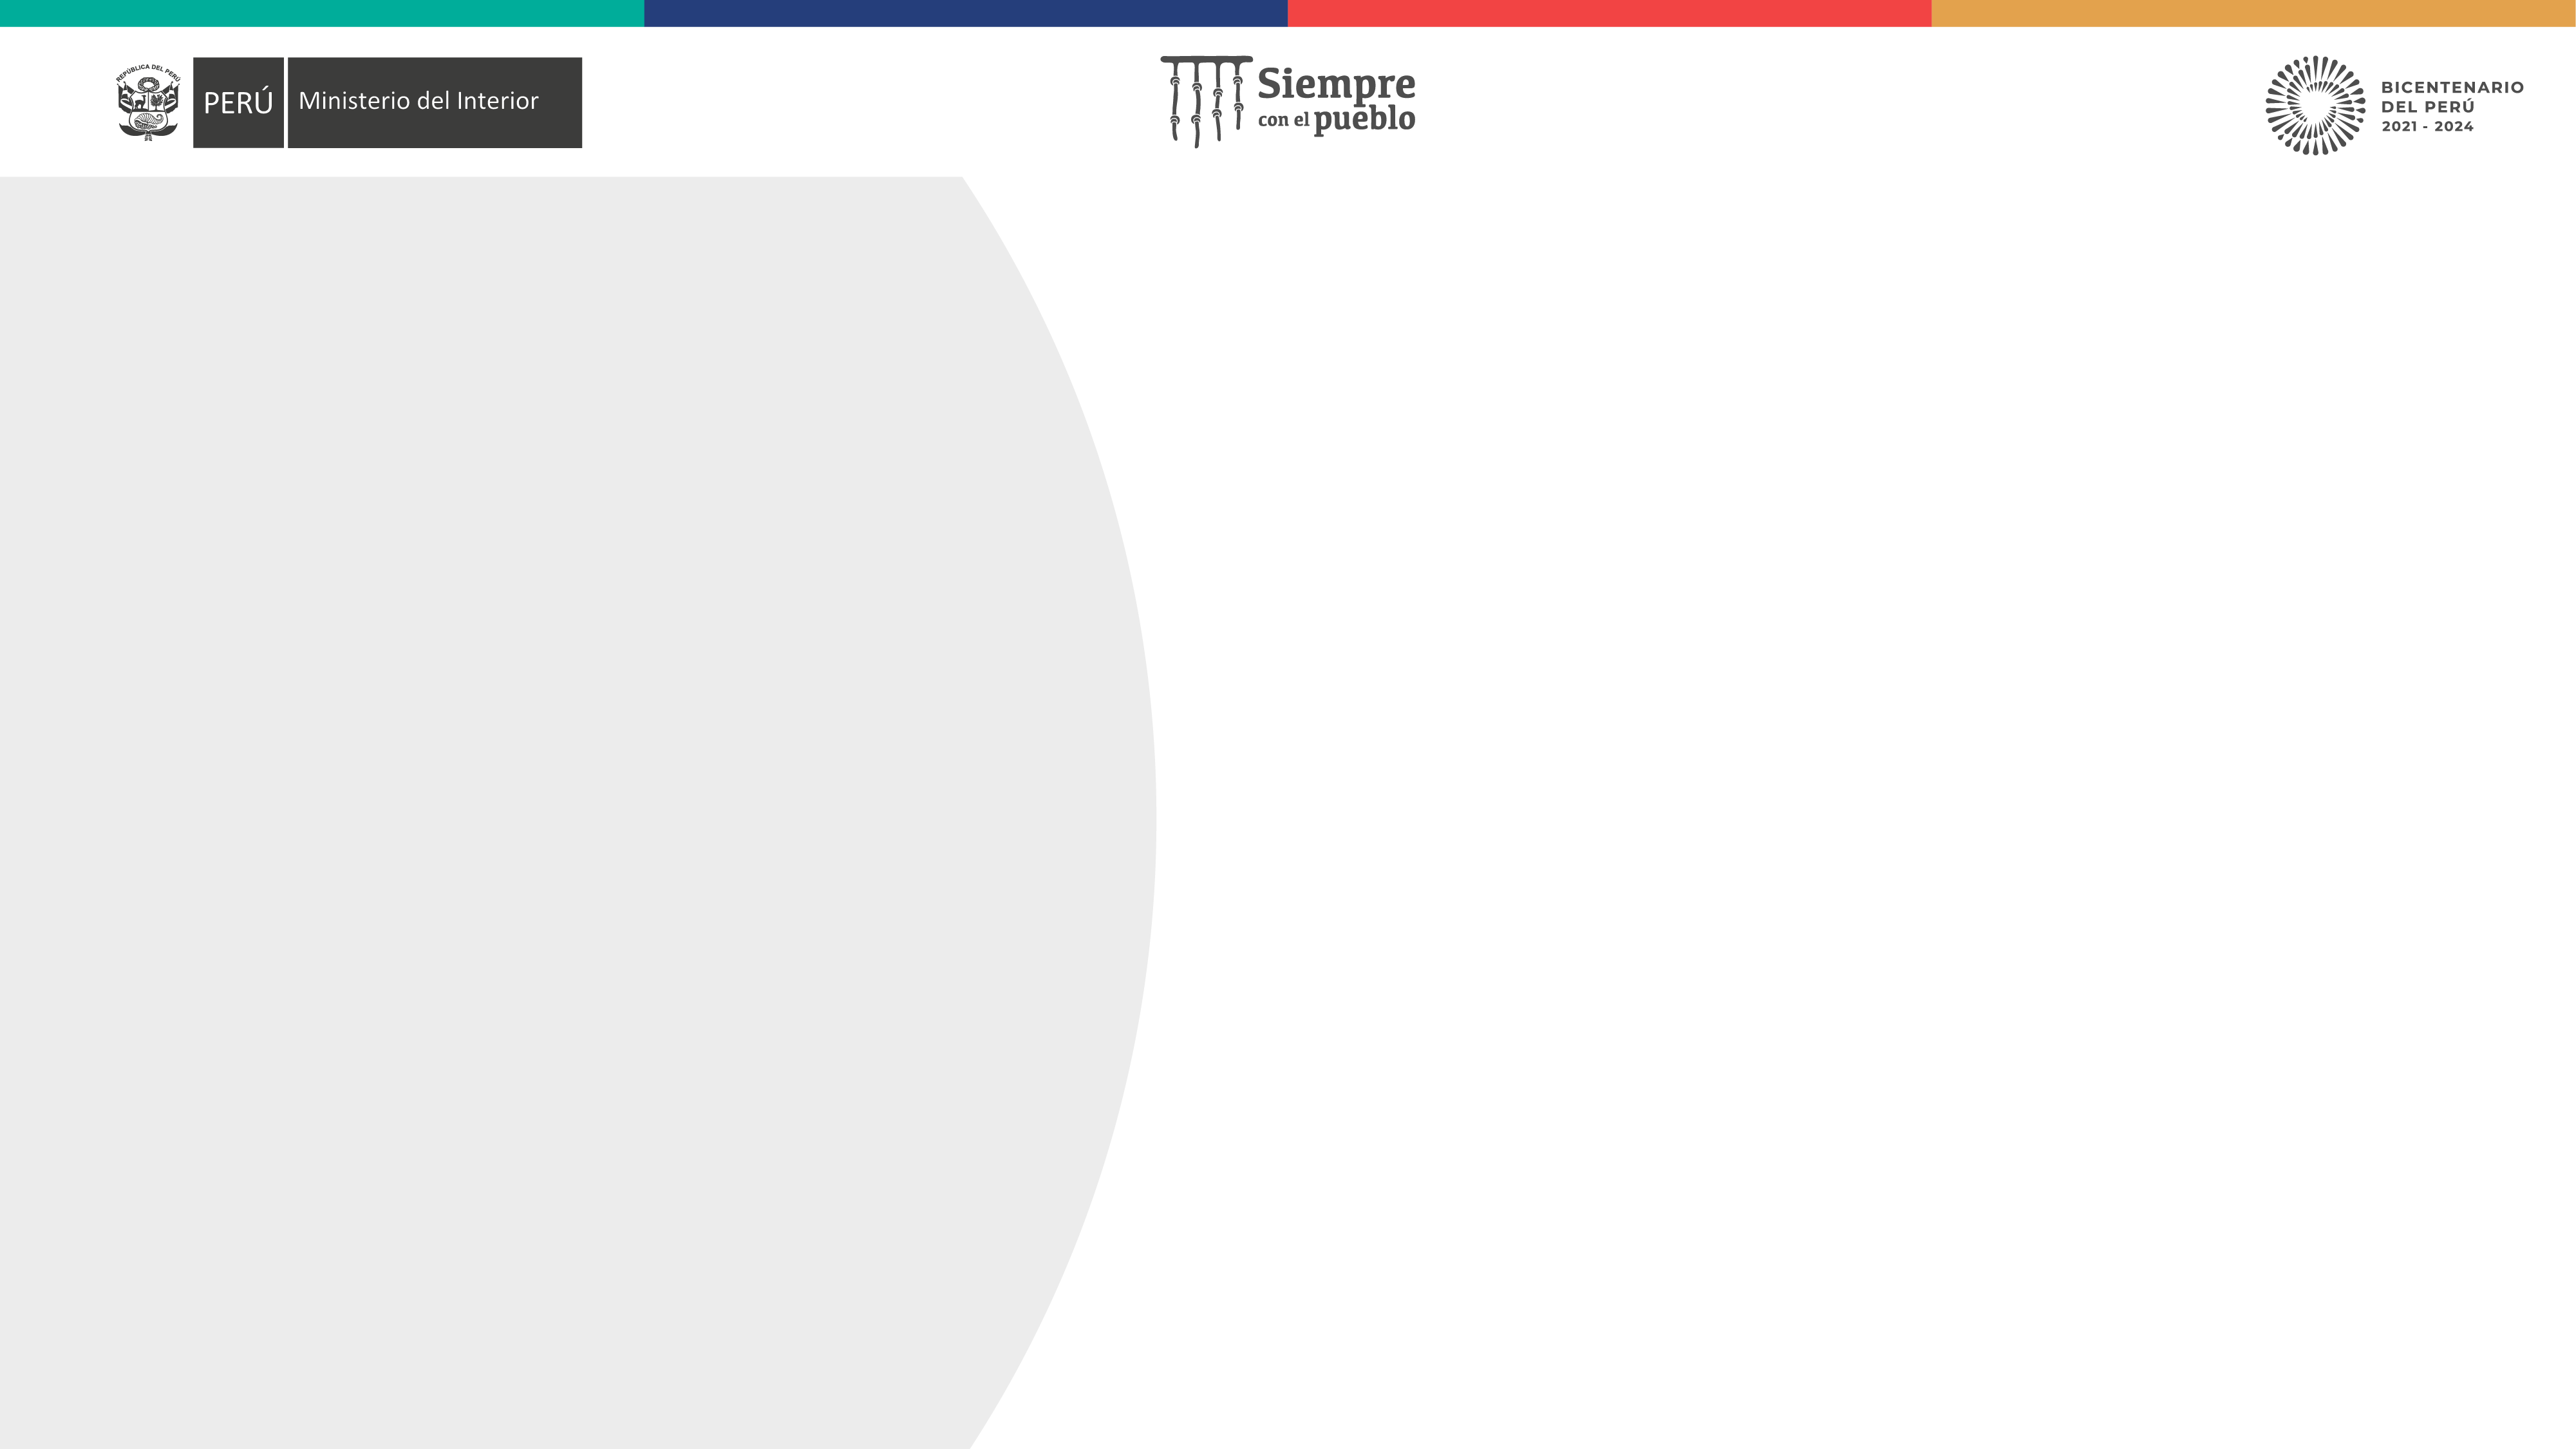 REPÚBLICA DEL PERÚ
PERÚ
Ministerio del Interior
Siempre
con el pueblo
BICENTENARIO
DEL PERÚ
2021 - 2024